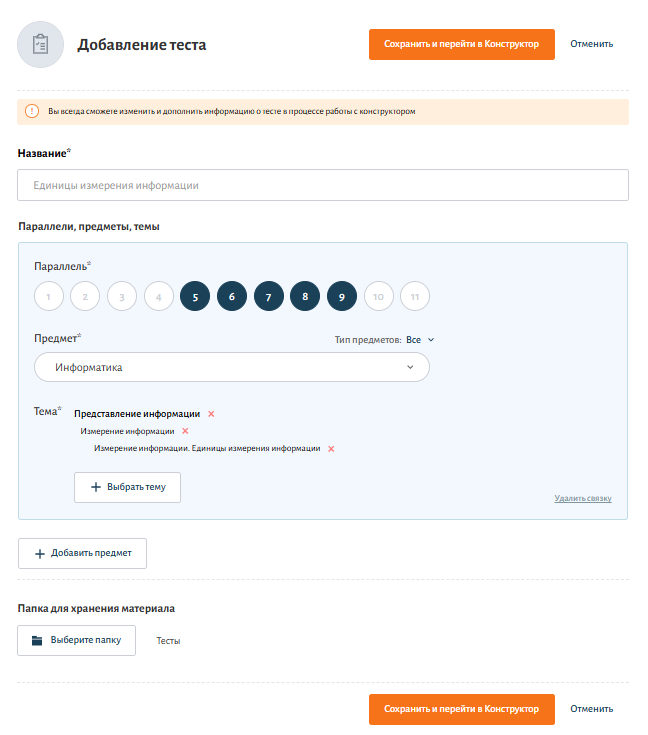 Добавление теста
Сохранить и перейти в Конструктор
Отменить
Вы всегда сможете изменить и дополнить информацию о тесте в процессе работы с конструктором
Название*
Единицы измерения информации
Параллели, предметы, темы
Параллель*
1 2 3 4 5 6 7 8 9 10 11
Предмет*
Тип предметов: Все
Информатика
Тема*
Представление информации
Измерение информации
Измерение информации. Единицы измерения информации
Выбрать тему
Удалить связку
Добавить предмет
Папка для хранения материала
Выберите папку
Тесты
Сохранить и перейти в Конструктор
Отменить